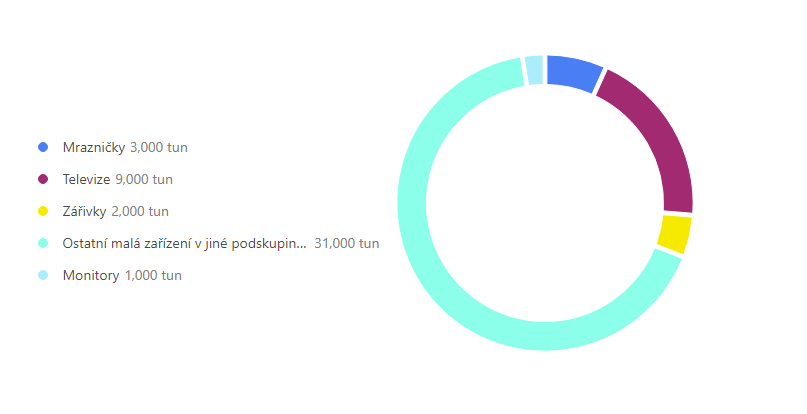 Mrazničky 3,000 tun
Televize 9,000 tun
Zářivky 2,000 tun
Ostatní malá zařízení v jiné podskupin... 31,000 tun
Monitory 1,000 tun